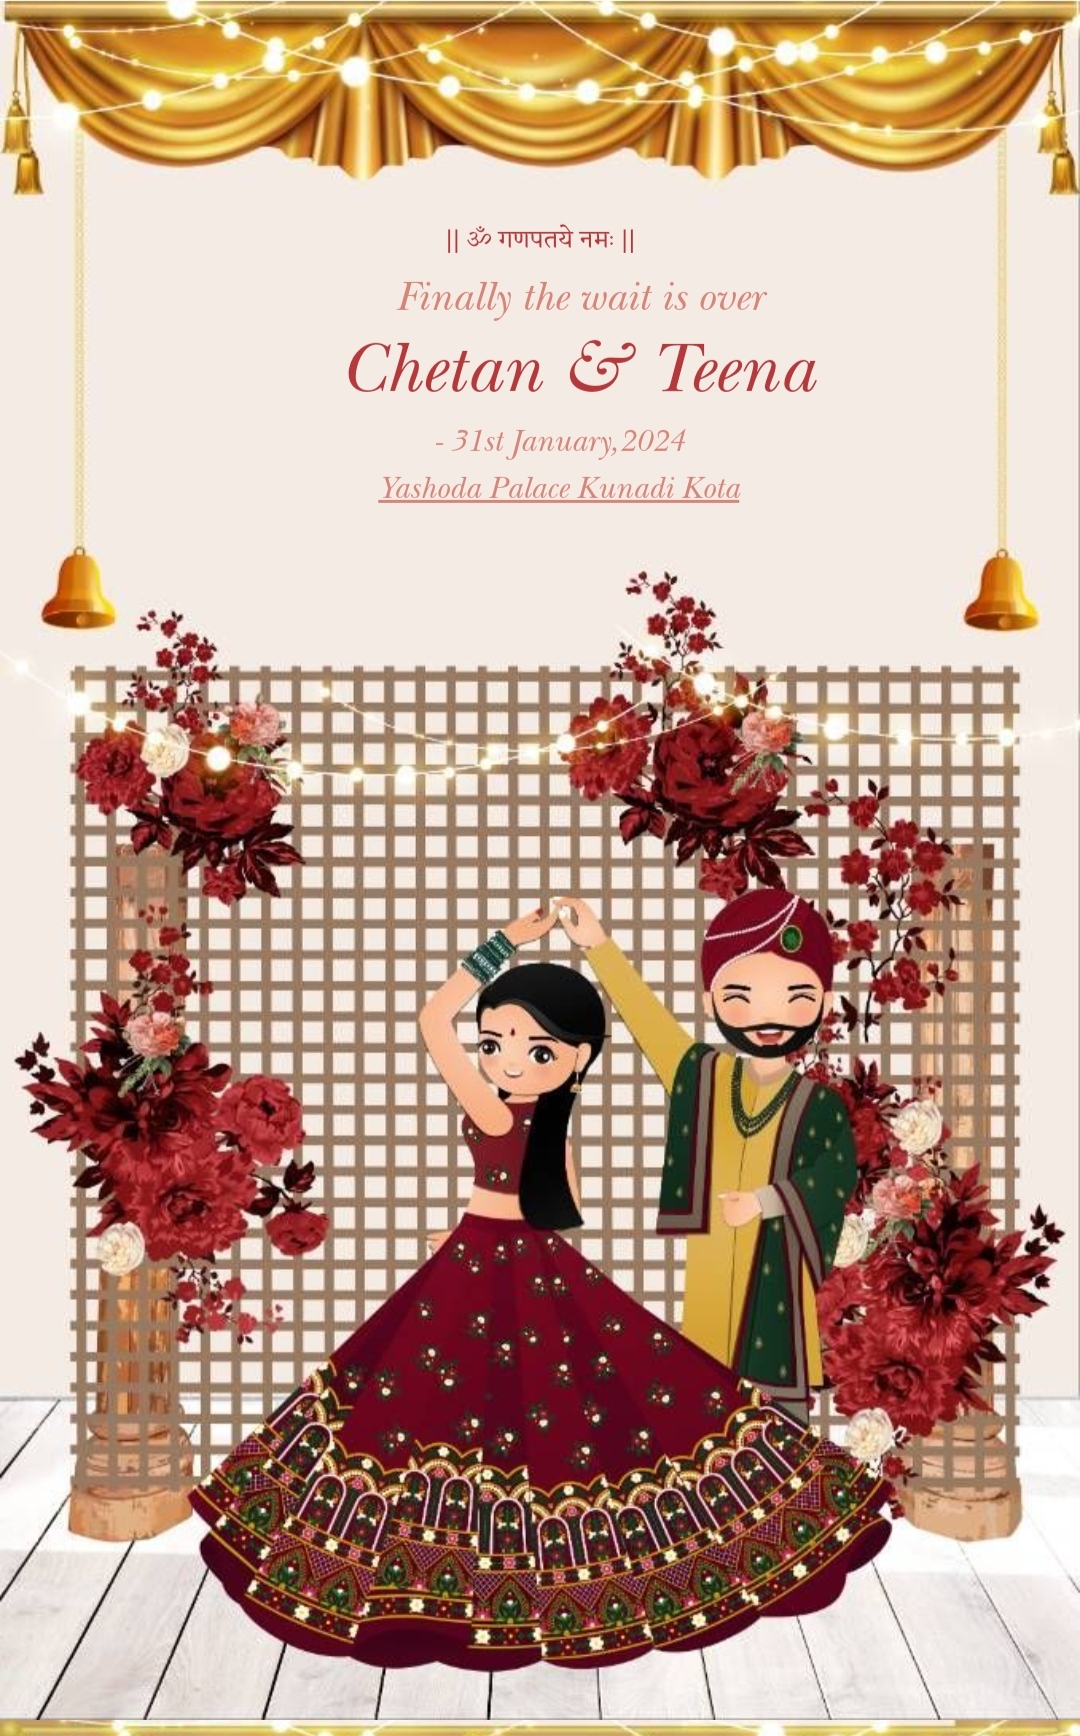 || ॐ गणपतये नमः ||
Finally the wait is over
Chetan & Teena
- 31st January,2024
Yashoda Palace Kunadi Kota